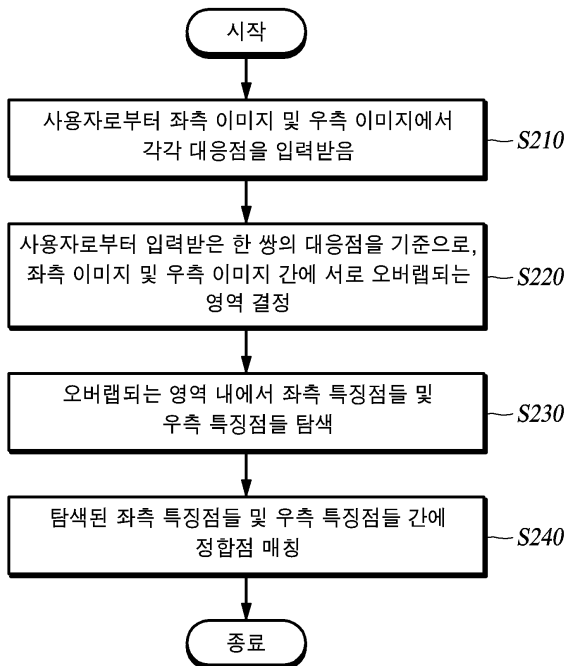 시작
사용자로부터 좌측 이미지 및 우측 이미지에서
각각 대응점을 입력받음
S210
사용자로부터 입력받은 한 쌍의 대응점을 기준으로,
좌측 이미지 및 우측 이미지 간에 서로 오버랩되는
영역 결정
S220
오버랩되는 영역 내에서 좌측 특징점들 및
우측 특징점들 탐색
S230
탐색된 좌측 특징점들 및 우측 특징점들 간에
정합점 매칭
S240
종료